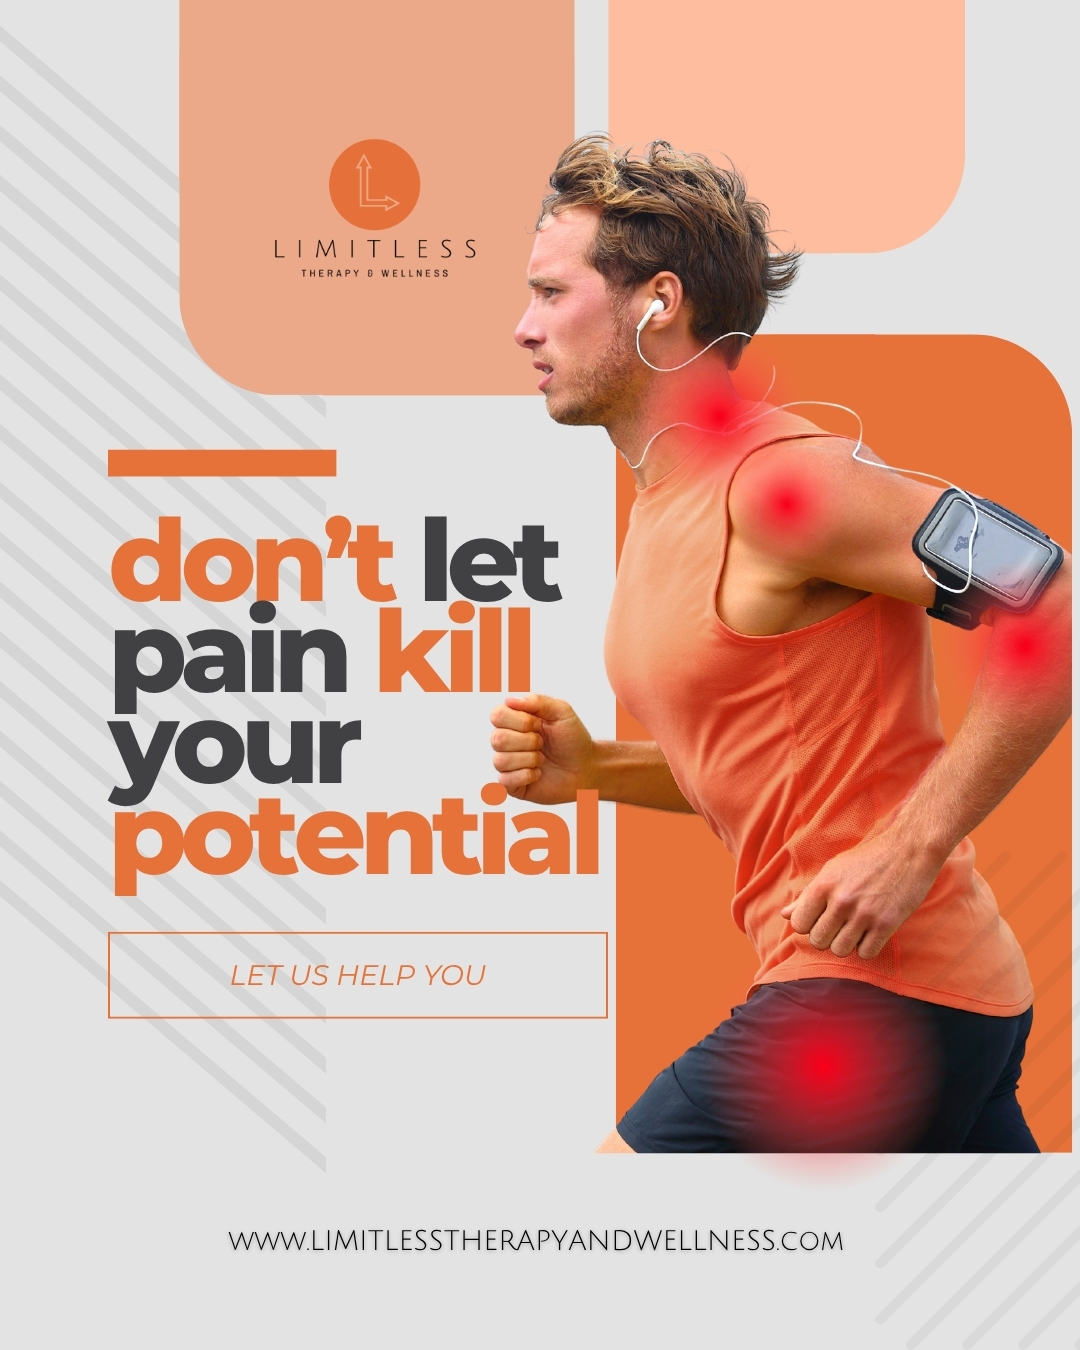 LIMITLESS
THERAPY & WELLNESS
don't let
pain kill
your
potential
LET US HELP YOU
WWW.LIMITLESSTHERAPYANDWELLNESS.COM